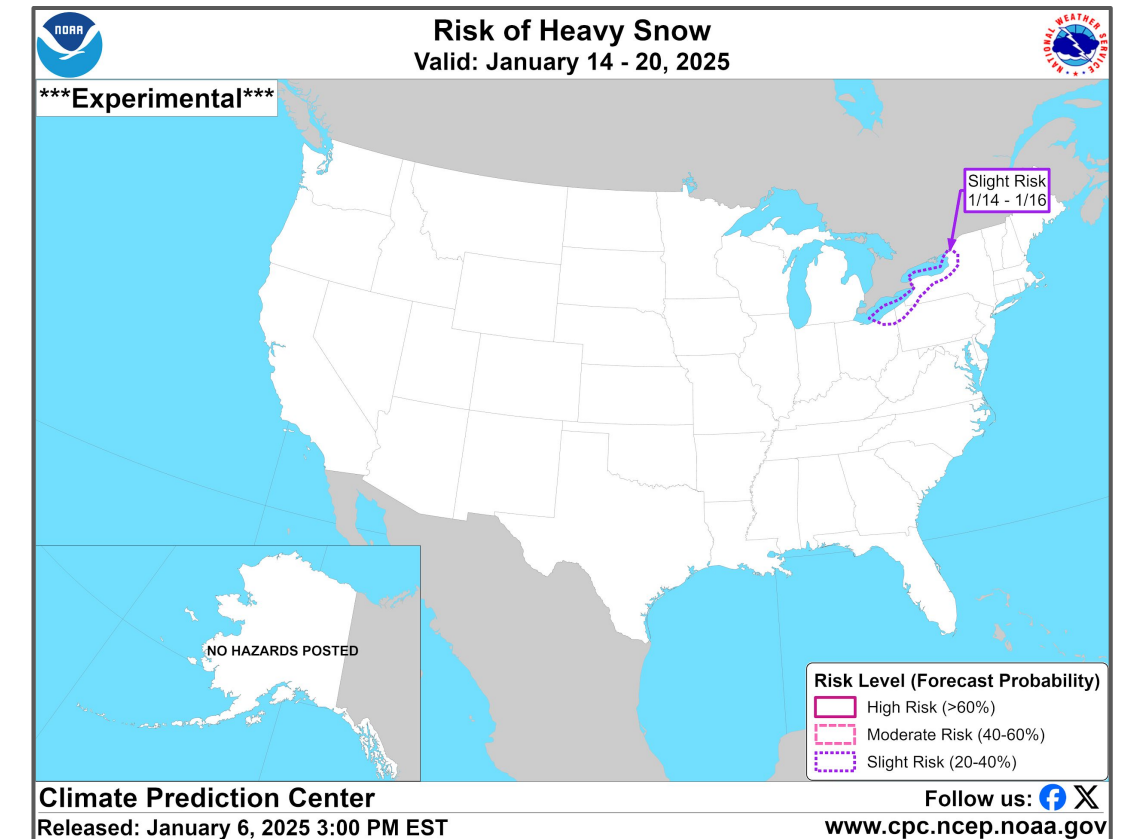 NOAA
Risk of Heavy Snow
Valid: January 14 - 20, 2025
NATIONAL WEATHER SERVICE
***Experimental***
Slight Risk
1/14 - 1/16
NO HAZARDS POSTED
Risk Level (Forecast Probability)
High Risk (>60%)
Moderate Risk (40-60%)
Slight Risk (20-40%)
Climate Prediction Center
Follow us:
Released: January 6, 2025 3:00 PM EST
www.cpc.ncep.noaa.gov